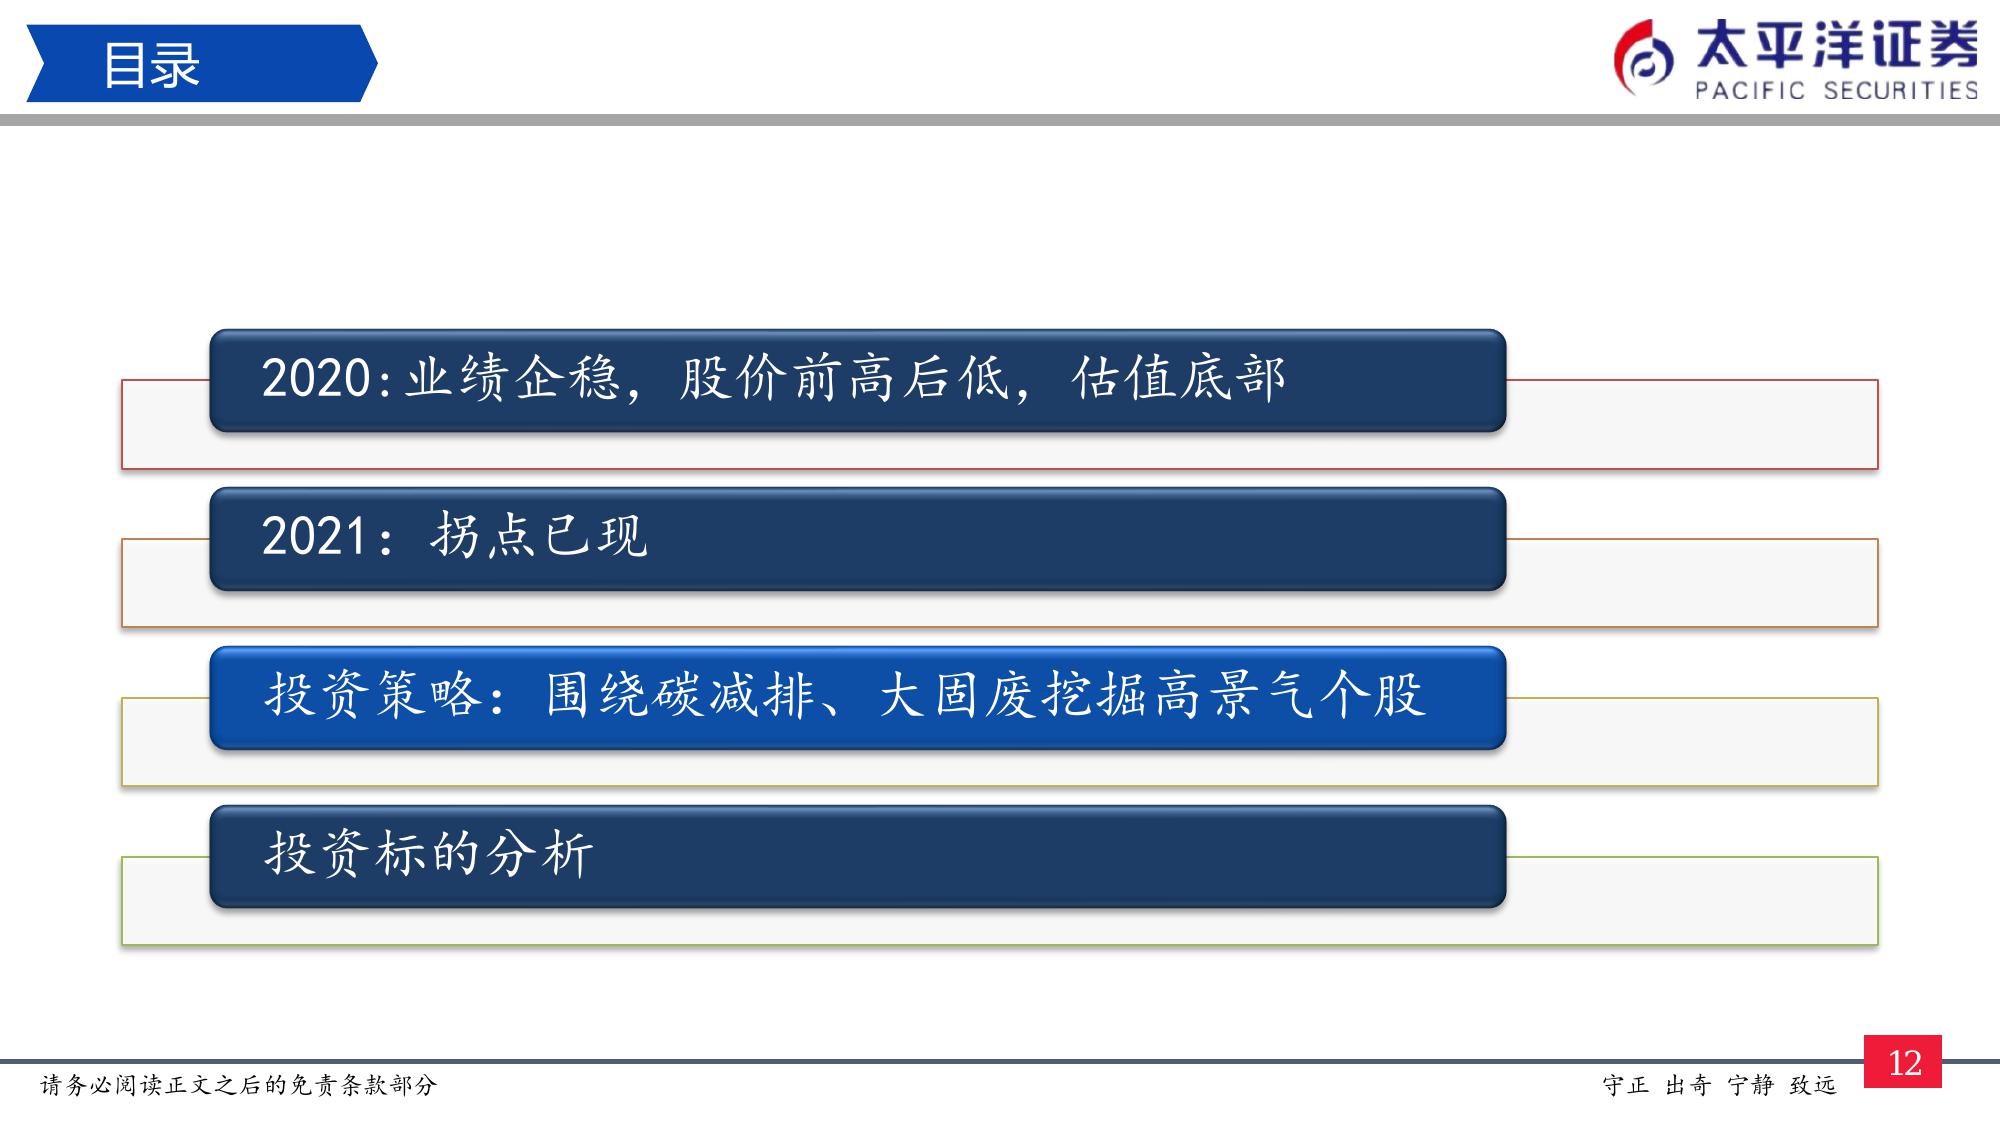 目录
太平洋证券
PACIFIC SECURITIES
2020:业绩企稳，股价前高后低，估值底部
2021：拐点已现
投资策略：围绕碳减排、大固废挖掘高景气个股
投资标的分析
请务必阅读正文之后的免责条款部分
守正 出奇 宁静 致远
12